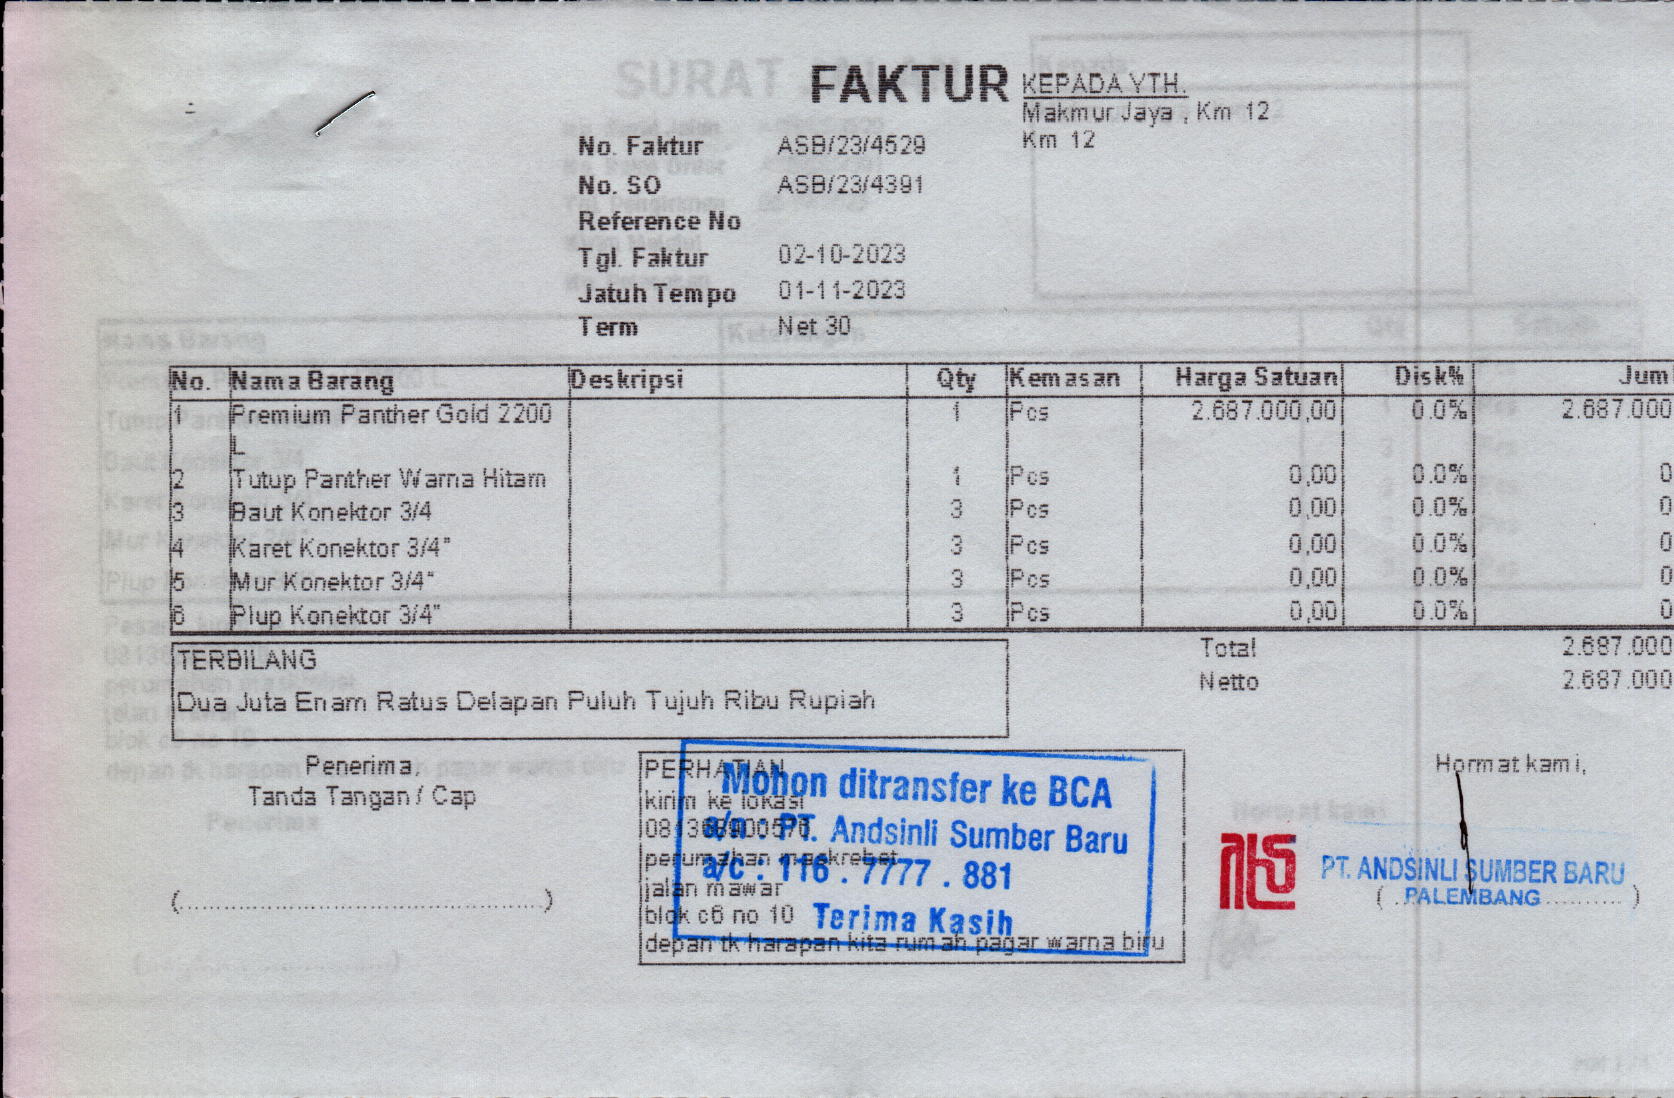 FAKTUR
KEPADA YTH.
Makmur Jaya , Km 12
Km 12
No. Faktur ASB/23/4529
No. SO ASB/23/4391
Reference No
Tgl. Faktur 02-10-2023
Jatuh Tempo 01-11-2023
Term Net 30
No. Nama Barang Deskripsi Qty Kemasan Harga Satuan Disk% Juml
1 Premium Panther Gold 2200 1 Pcs 2.687.000,00 0.0% 2.687.000
L
2 Tutup Panther Warna Hitam 1 Pcs 0,00 0.0% 0
3 Baut Konektor 3/4 3 Pcs 0,00 0.0% 0
4 Karet Konektor 3/4" 3 Pcs 0,00 0.0% 0
5 Mur Konektor 3/4" 3 Pcs 0,00 0.0% 0
6 Plup Konektor 3/4" 3 Pcs 0,00 0.0% 0
Total 2.687.000
Netto 2.687.000
TERBILANG
Dua Juta Enam Ratus Delapan Puluh Tujuh Ribu Rupiah
Penerima,
Tanda Tangan / Cap
(......................................................)
PERHATIAN
kirim ke lokasi
perumahan maskrebet
jalan mawar
blok c6 no 10
depan tk harapan kita rumah pagar warna biru
Mohon ditransfer ke BCA
a/n : PT. Andsinli Sumber Baru
a/c : 116 . 7777 . 881
Terima Kasih
Hormat kami,
PT. ANDSINLI SUMBER BARU
PALEMBANG